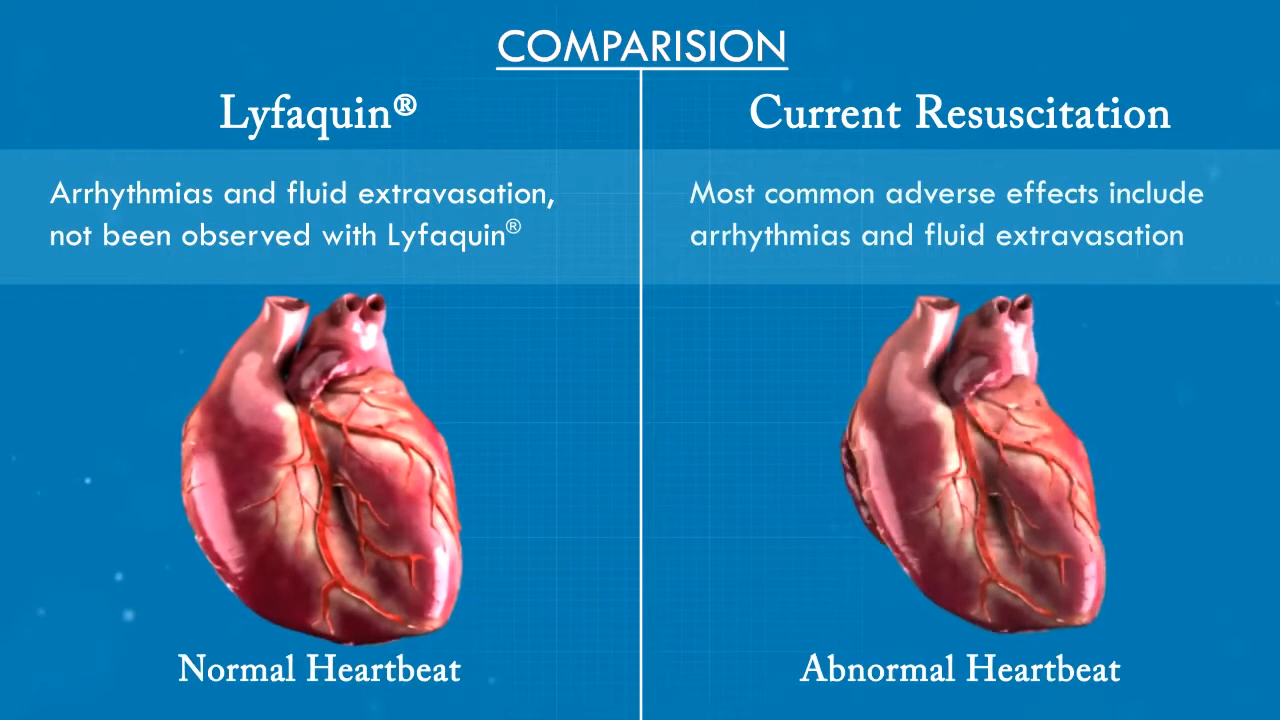 COMPARISION
Lyfaquin®
Arrhythmias and fluid extravasation,
not been observed with Lyfaquin®
Normal Heartbeat
Current Resuscitation
Most common adverse effects include
arrhythmias and fluid extravasation
Abnormal Heartbeat